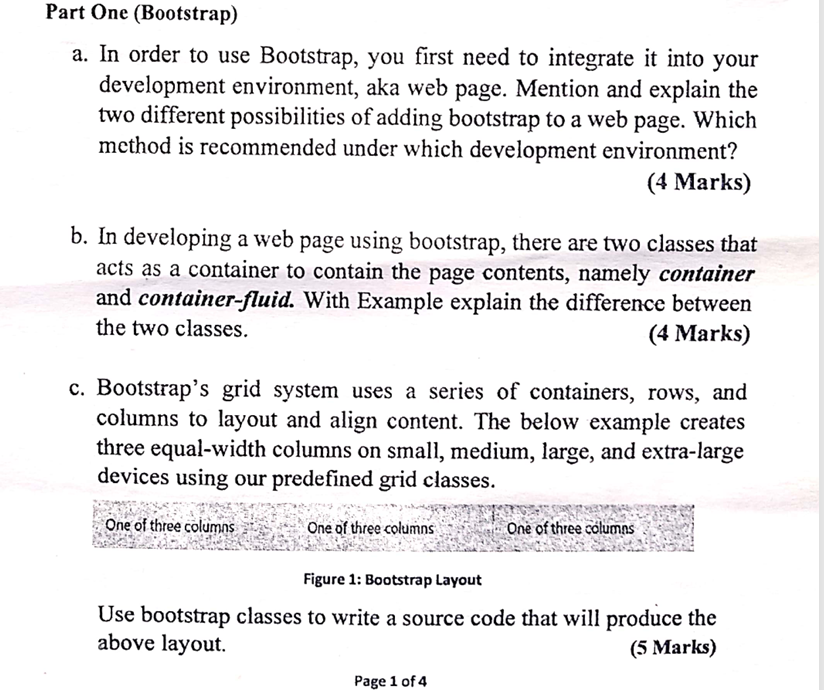 Part One (Bootstrap)
a. In order to use Bootstrap, you first need to integrate it into your
development environment, aka web page. Mention and explain the
two different possibilities of adding bootstrap to a web page. Which
method is recommended under which development environment?
(4 Marks)
b. In developing a web page using bootstrap, there are two classes that
acts as a container to contain the page contents, namely container
and container-fluid. With Example explain the difference between
the two classes. (4 Marks)
c. Bootstrap's grid system uses a series of containers, rows, and
columns to layout and align content. The below example creates
three equal-width columns on small, medium, large, and extra-large
devices using our predefined grid classes.
One of three columns One of three columns One of three columns
Figure 1: Bootstrap Layout
Use bootstrap classes to write a source code that will produce the
above layout. (5 Marks)
Page 1 of 4